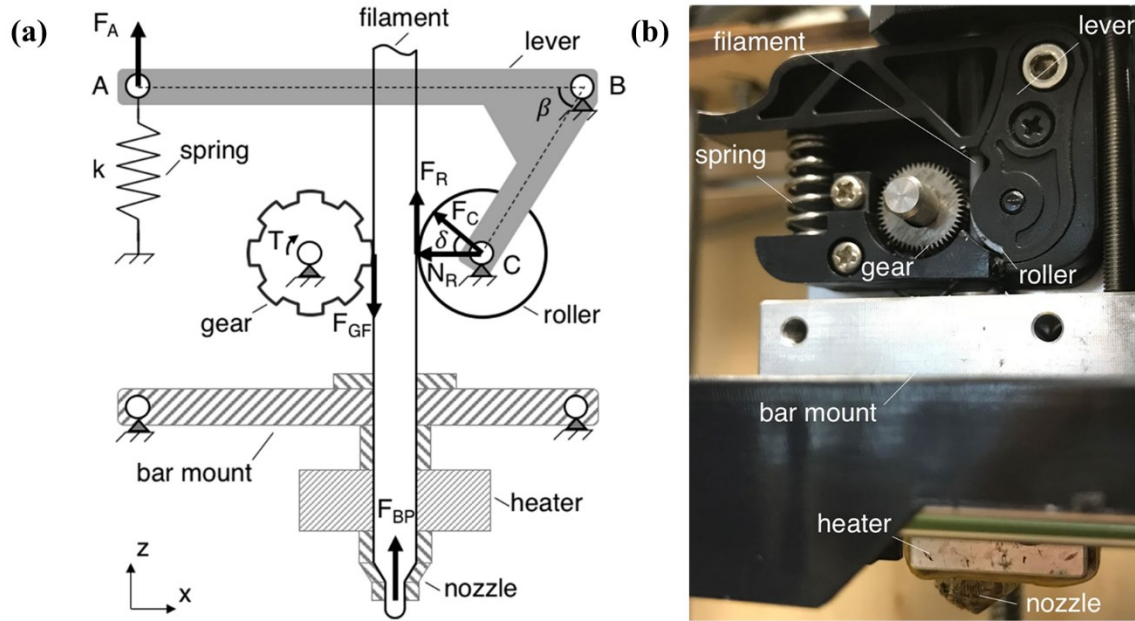 (a)
F_A
filament
lever
A
B
β
k
spring
F_R
F_C
T
δ
N_R
C
gear
F_GF
roller
bar mount
heater
F_BP
z
x
nozzle
(b)
filament
lever
spring
gear
roller
bar mount
heater
nozzle